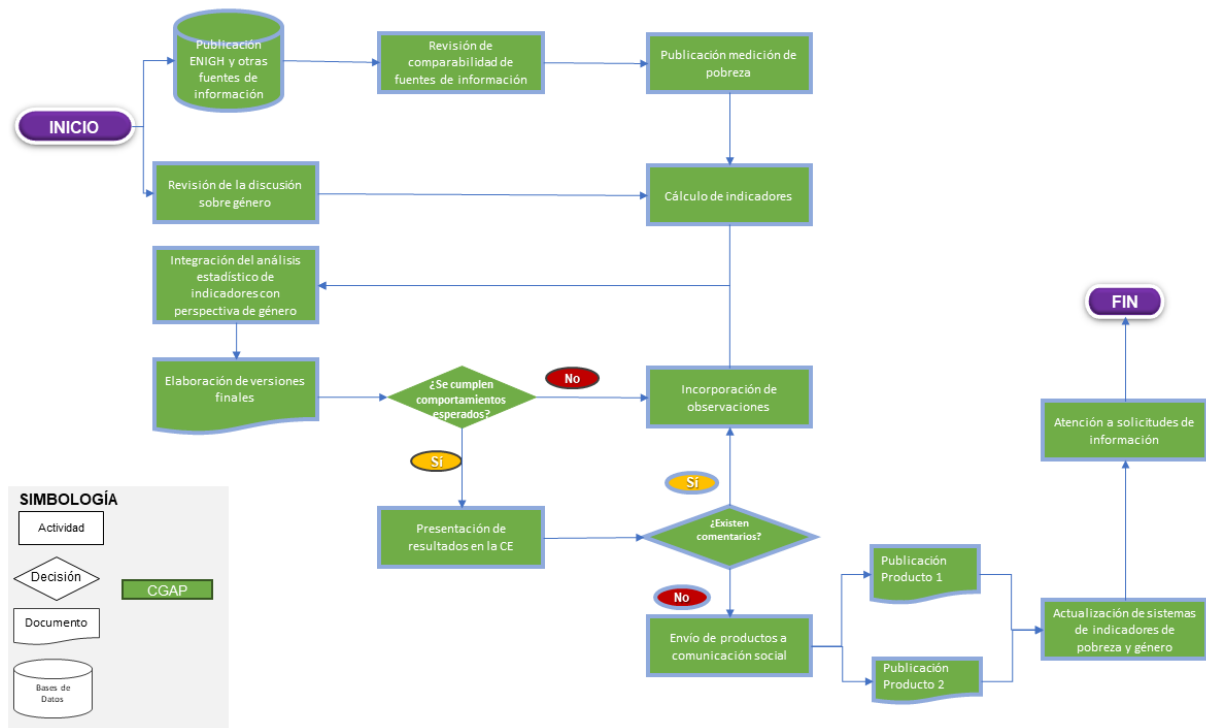 Publicación
ENIGH y otras
fuentes de
información
Revisión de
comparabilidad de
fuentes de información
Publicación medición de
pobreza
INICIO
Revisión de la discusión
sobre género
Cálculo de indicadores
Integración del análisis
estadístico de
indicadores con
perspectiva de género
FIN
Elaboración de versiones
finales
¿Se cumplen
comportamientos
esperados?
No
Incorporación de
observaciones
Atención a solicitudes de
información
Sí
Sí
Presentación de
resultados en la CE
¿Existen
comentarios?
No
Envío de productos a
comunicación social
Publicación
Producto 1
Publicación
Producto 2
Actualización de sistemas
de indicadores de
pobreza y género
SIMBOLOGÍA
Actividad
Decisión
CGAP
Documento
Bases de
Datos